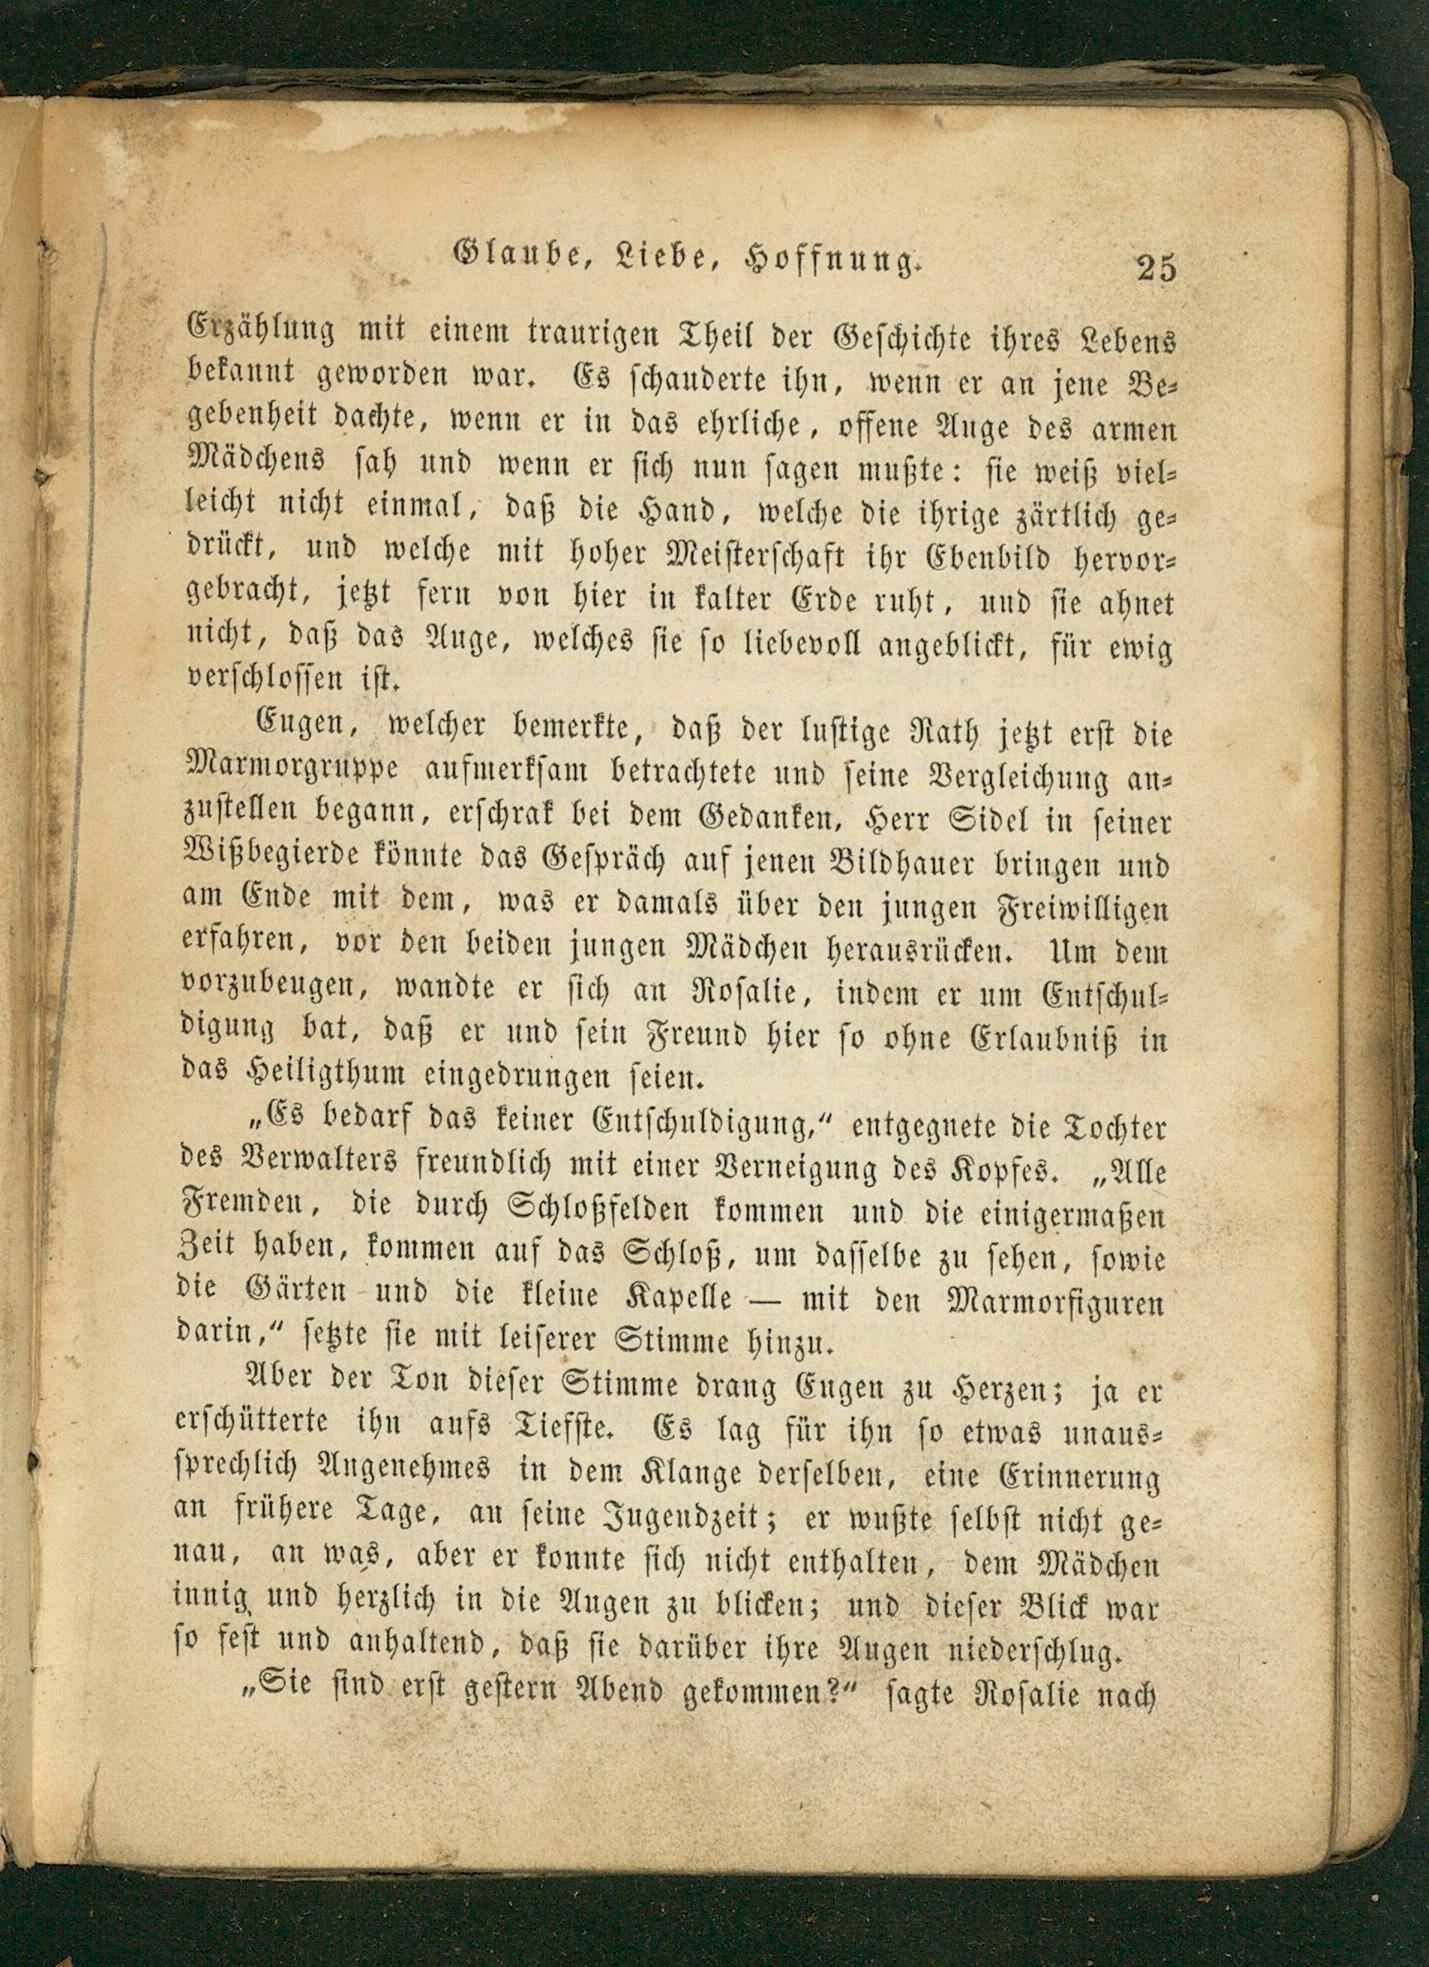 Glaube, Liebe, Hoffnung. 25
Erzählung mit einem traurigen Theil der Geschichte ihres Lebens
bekannt geworden war. Es schauderte ihn, wenn er an jene Be-
gebenheit dachte, wenn er in das ehrliche, offene Auge des armen
Mädchens sah und wenn er sich nun sagen mußte: sie weiß viel-
leicht nicht einmal, daß die Hand, welche die ihrige zärtlich ge-
drückt, und welche mit hoher Meisterschaft ihr Ebenbild hervor-
gebracht, jetzt fern von hier in kalter Erde ruht, und sie ahnet
nicht, daß das Auge, welches sie so liebevoll angeblickt, für ewig
verschlossen ist.
Eugen, welcher bemerkte, daß der lustige Rath jetzt erst die
Marmorgruppe aufmerksam betrachtete und seine Vergleichung an-
zustellen begann, erschrak bei dem Gedanken, Herr Sidel in seiner
Wißbegierde könnte das Gespräch auf jenen Bildhauer bringen und
am Ende mit dem, was er damals über den jungen Freiwilligen
erfahren, vor den beiden jungen Mädchen herausrücken. Um dem
vorzubeugen, wandte er sich an Rosalie, indem er um Entschul-
digung bat, daß er und sein Freund hier so ohne Erlaubniß in
das Heiligthum eingedrungen seien.
„Es bedarf das keiner Entschuldigung,“ entgegnete die Tochter
des Verwalters freundlich mit einer Verneigung des Kopfes. „Alle
Fremden, die durch Schloßfelden kommen und die einigermaßen
Zeit haben, kommen auf das Schloß, um dasselbe zu sehen, sowie
die Gärten und die kleine Kapelle — mit den Marmorfiguren
darin,“ setzte sie mit leiserer Stimme hinzu.
Aber der Ton dieser Stimme drang Eugen zu Herzen; ja er
erschütterte ihn aufs Tiefste. Es lag für ihn so etwas unaus-
sprechlich Angenehmes in dem Klange derselben, eine Erinnerung
an frühere Tage, an seine Jugendzeit; er wußte selbst nicht ge-
nau, an was, aber er konnte sich nicht enthalten, dem Mädchen
innig und herzlich in die Augen zu blicken; und dieser Blick war
so fest und anhaltend, daß sie darüber ihre Augen niederschlug.
„Sie sind erst gestern Abend gekommen?“ sagte Rosalie nach